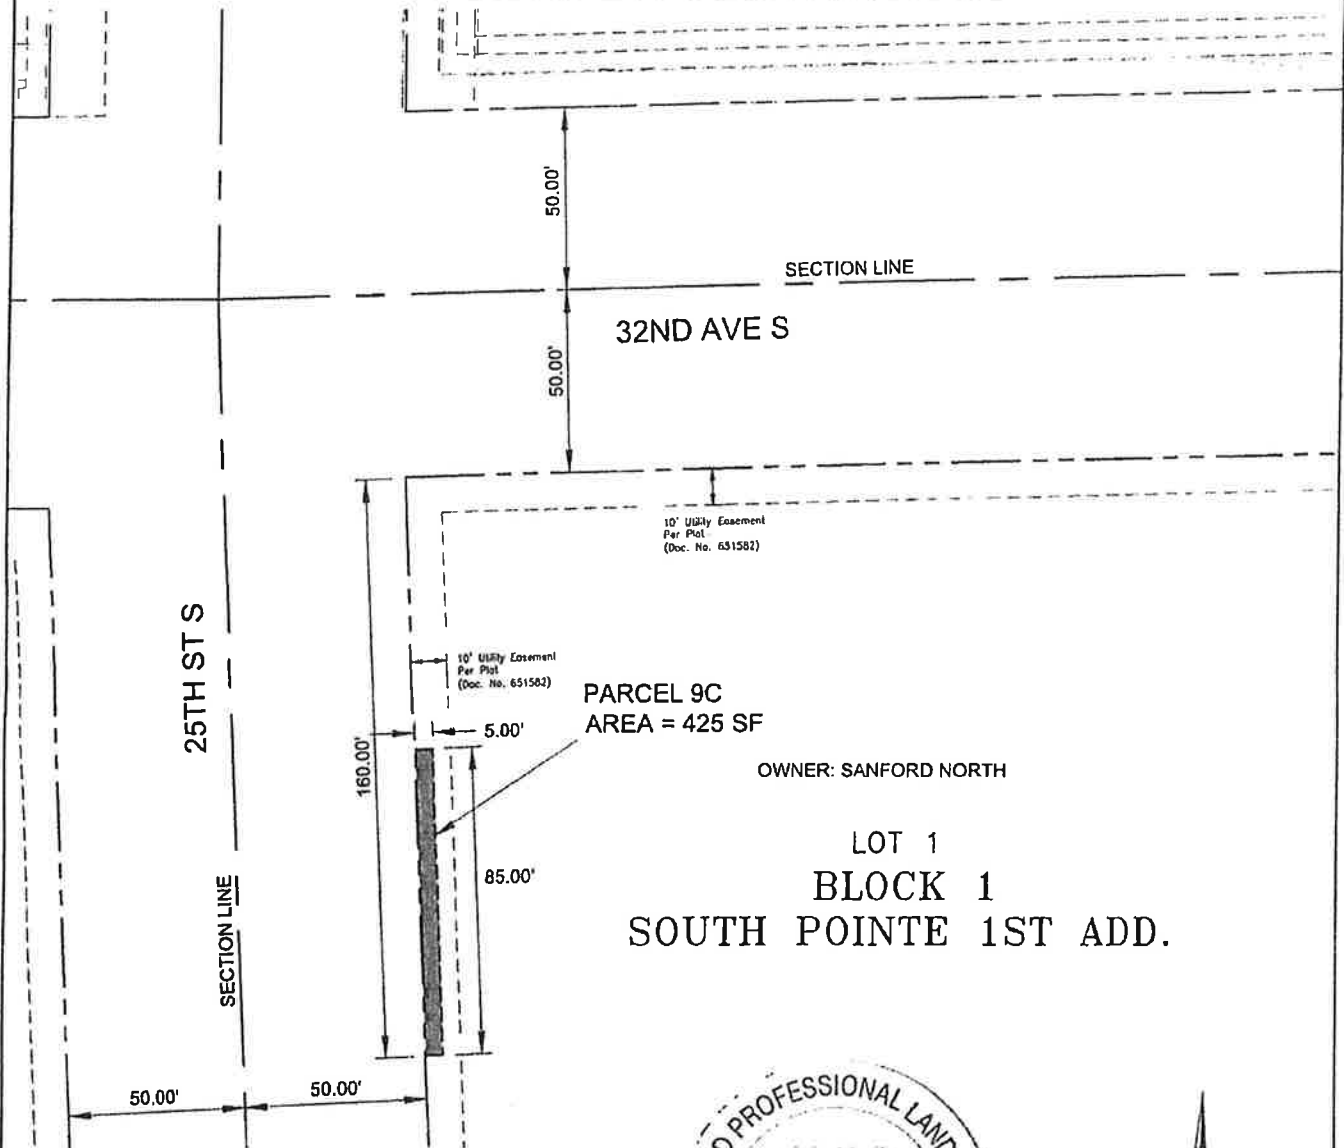 50.00'
SECTION LINE
32ND AVE S
50.00'
10' Utility Easement
Per Plat
(Doc. No. 651582)
25TH ST S
10' Utility Easement
Per Plat
(Doc. No. 651582)
PARCEL 9C
AREA = 425 SF
5.00'
160.00'
OWNER: SANFORD NORTH
LOT 1
85.00'
BLOCK 1
SOUTH POINTE 1ST ADD.
SECTION LINE
50.00'
50.00'
PROFESSIONAL LAND